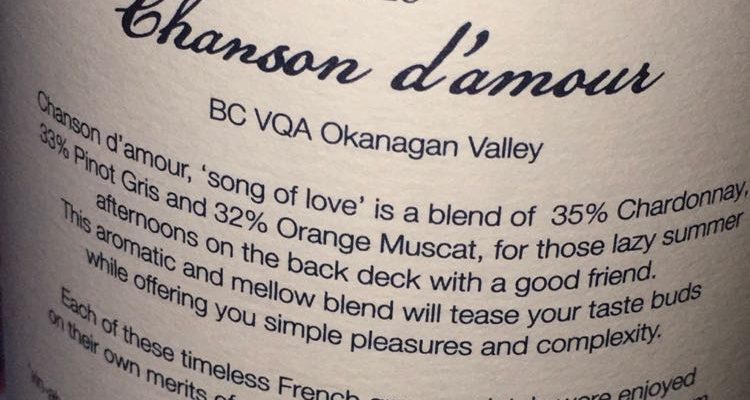 Chanson d'amour
BC VQA Okanagan Valley
Chanson d'amour, 'song of love' is a blend of 35% Chardonnay,
33% Pinot Gris and 32% Orange Muscat, for those lazy summer
afternoons on the back deck with a good friend.
This aromatic and mellow blend will tease your taste buds
while offering you simple pleasures and complexity.
Each of these timeless French were enjoyed
on their own merits of